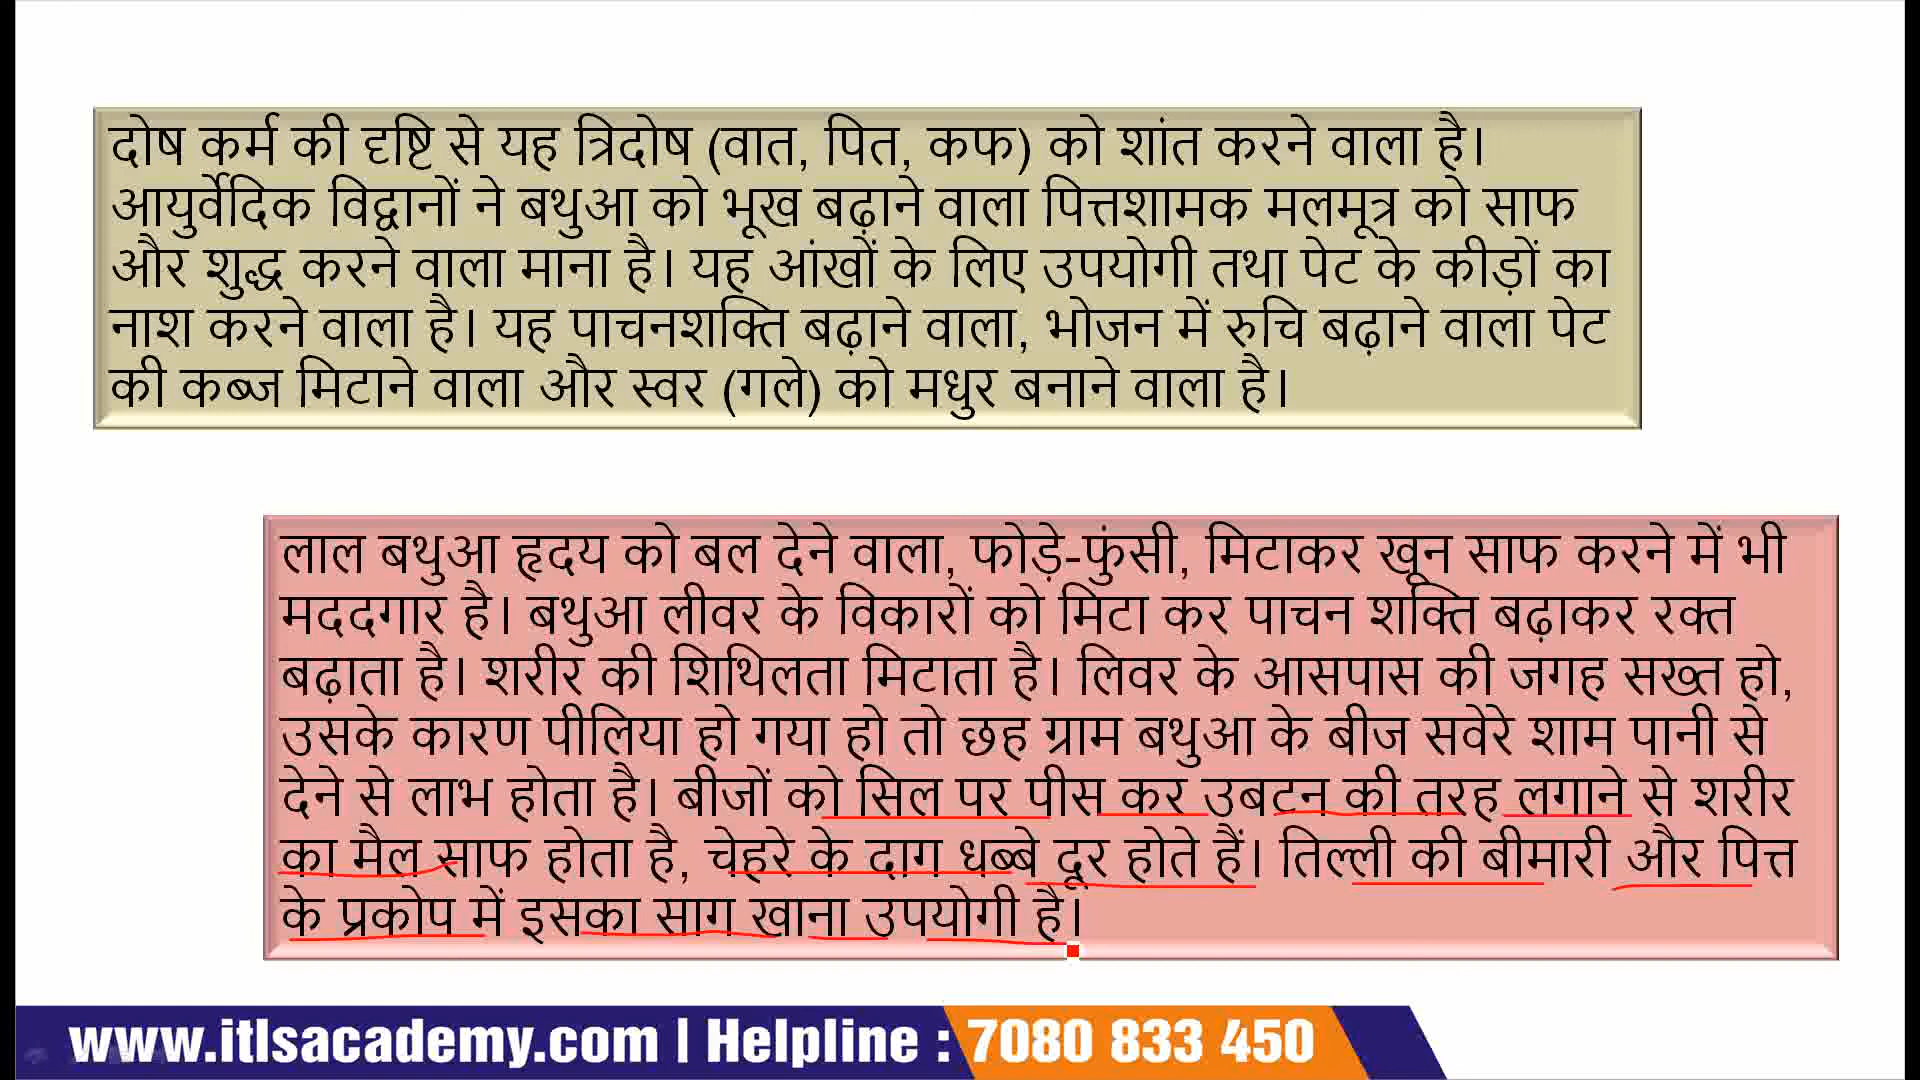 दोष कर्म की दृष्टि से यह त्रिदोष (वात, पित, कफ) को शांत करने वाला है।
आयुर्वेदिक विद्वानों ने बथुआ को भूख बढ़ाने वाला पित्तशामक मलमूत्र को साफ
और शुद्ध करने वाला माना है। यह आंखों के लिए उपयोगी तथा पेट के कीड़ों का
नाश करने वाला है। यह पाचनशक्ति बढ़ाने वाला, भोजन में रुचि बढ़ाने वाला पेट
की कब्ज मिटाने वाला और स्वर (गले) को मधुर बनाने वाला है।
लाल बथुआ हृदय को बल देने वाला, फोड़े-फुंसी, मिटाकर खून साफ करने में भी
मददगार है। बथुआ लीवर के विकारों को मिटा कर पाचन शक्ति बढ़ाकर रक्त
बढ़ाता है। शरीर की शिथिलता मिटाता है। लिवर के आसपास की जगह सख्त हो,
उसके कारण पीलिया हो गया हो तो छह ग्राम बथुआ के बीज सवेरे शाम पानी से
देने से लाभ होता है। बीजों को सिल पर पीस कर उबटन की तरह लगाने से शरीर
का मैल साफ होता है, चेहरे के दाग धब्बे दूर होते हैं। तिल्ली की बीमारी और पित्त
के प्रकोप में इसका साग खाना उपयोगी है।
www.itlsacademy.com | Helpline : 7080 833 450